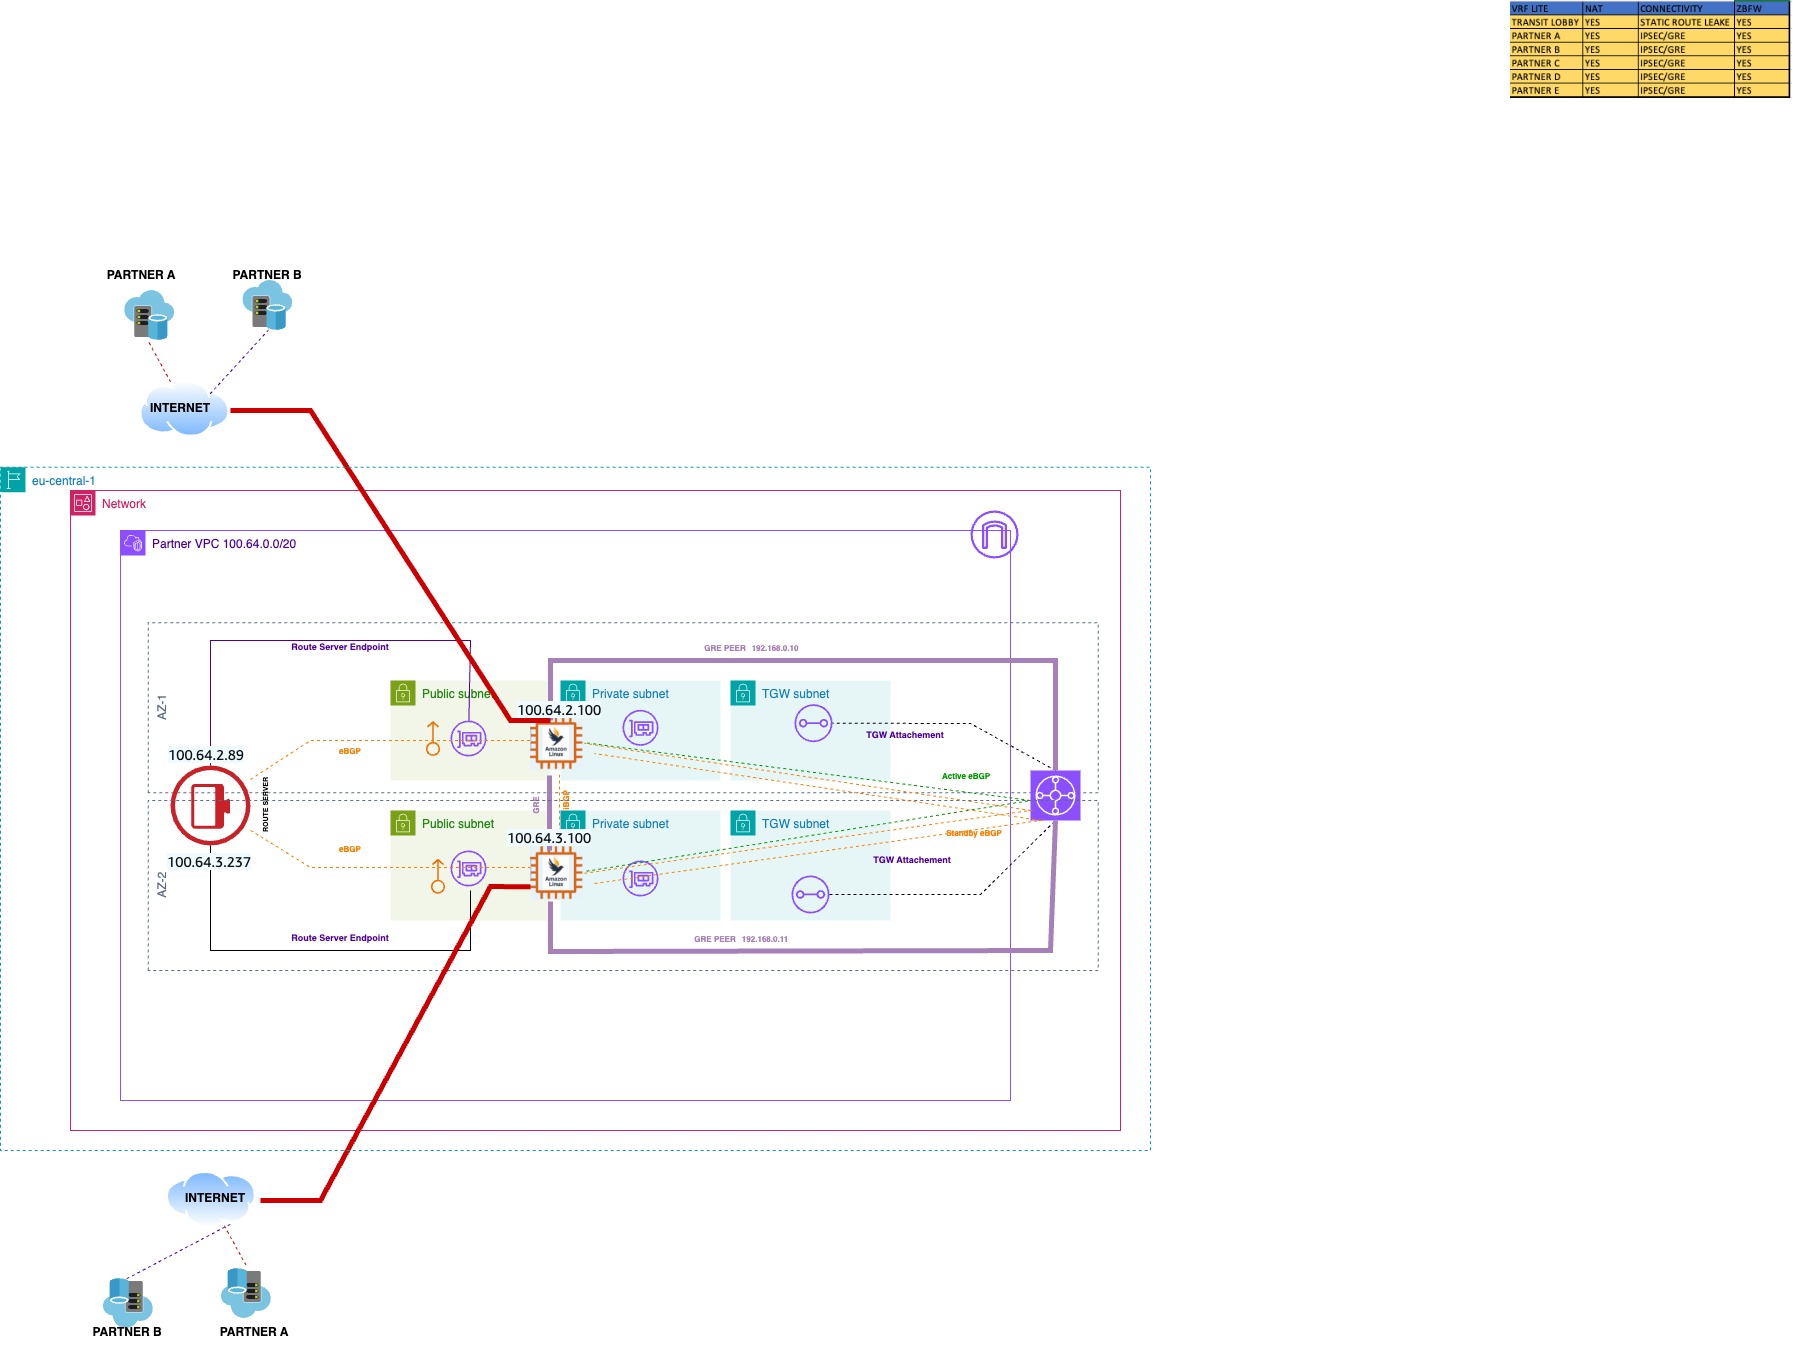 VRF LITE NAT CONNECTIVITY ZBFW
TRANSIT LOBBY YES STATIC ROUTE LEAKE YES
PARTNER A YES IPSEC/GRE YES
PARTNER B YES IPSEC/GRE YES
PARTNER C YES IPSEC/GRE YES
PARTNER D YES IPSEC/GRE YES
PARTNER E YES IPSEC/GRE YES
PARTNER A
PARTNER B
INTERNET
eu-central-1
Network
Partner VPC 100.64.0.0/20
AZ-1
Route Server Endpoint
GRE PEER 192.168.0.10
Public subnet
Private subnet
TGW subnet
100.64.2.100
Amazon
Linux
TGW Attachement
eBGP
100.64.2.89
ROUTE SERVER
Active eBGP
GRE
iBGP
Public subnet
Private subnet
TGW subnet
100.64.3.100
Standby eBGP
eBGP
100.64.3.237
Amazon
Linux
TGW Attachement
AZ-2
Route Server Endpoint
GRE PEER 192.168.0.11
INTERNET
PARTNER B
PARTNER A